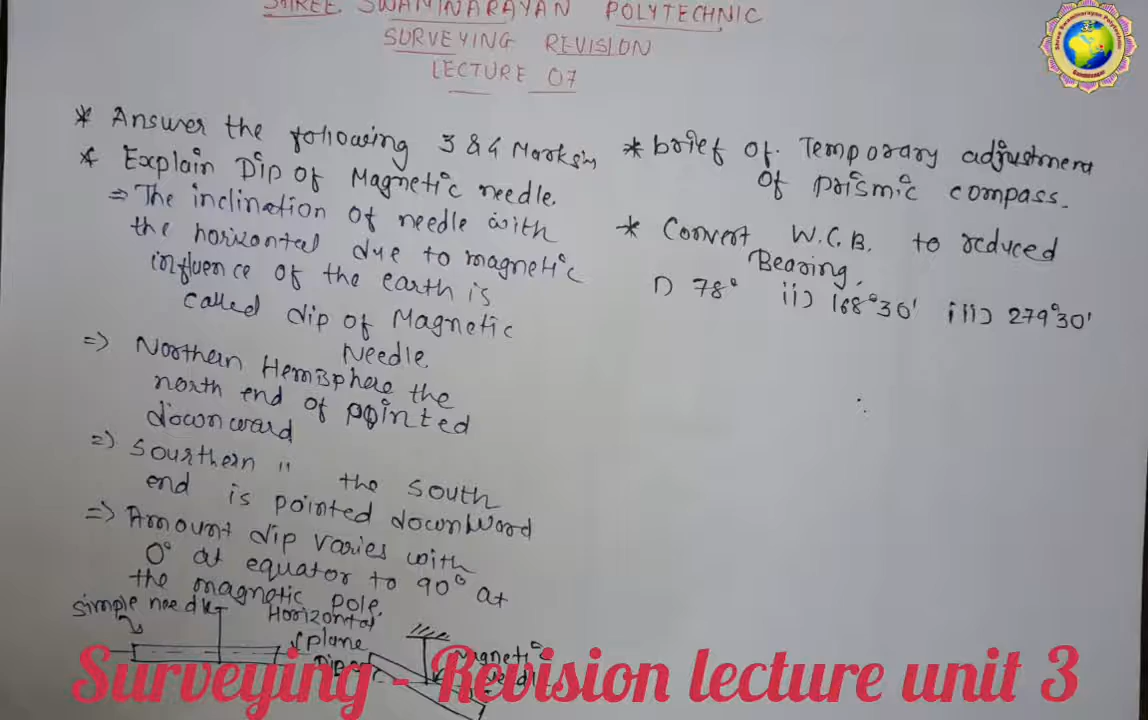 SHREE SWAMINARAYAN POLYTECHNIC
SURVEYING REVISION
LECTURE 07
* Answer the following 3 & 4 Marks
* Explain Dip of Magnetic needle.
⇒ The inclination of needle with
the horizontal due to magnetic
influence of the earth is
called dip of Magnetic
Needle
⇒ Northern Hemisphere the
north end of pointed
downward
⇒ Sourthern " the south
end is pointed downward
⇒ Amount dip varies with
0° at equator to 90° at
the magnetic pole.
simple needle
Horizontal
plane
Dip
Magnetic
* brief of. Temporary adjustment
of prismic compass.
* Convert W.C.B. to reduced
Bearing.
i) 78° ii) 168°30' iii) 279°30'
Surveying - Revision lecture unit 3